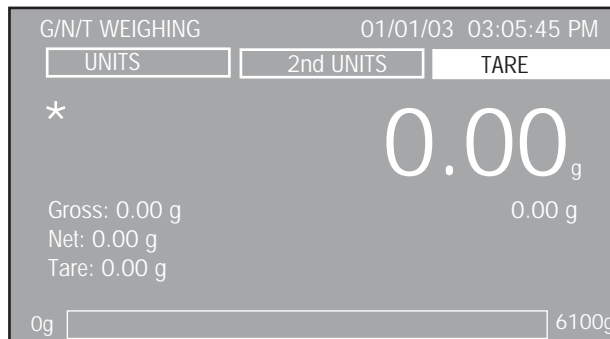 G/N/T WEIGHING 01/01/03 03:05:45 PM
UNITS 2nd UNITS TARE
* 0.00 g
Gross: 0.00 g 0.00 g
Net: 0.00 g
Tare: 0.00 g
0g 6100g